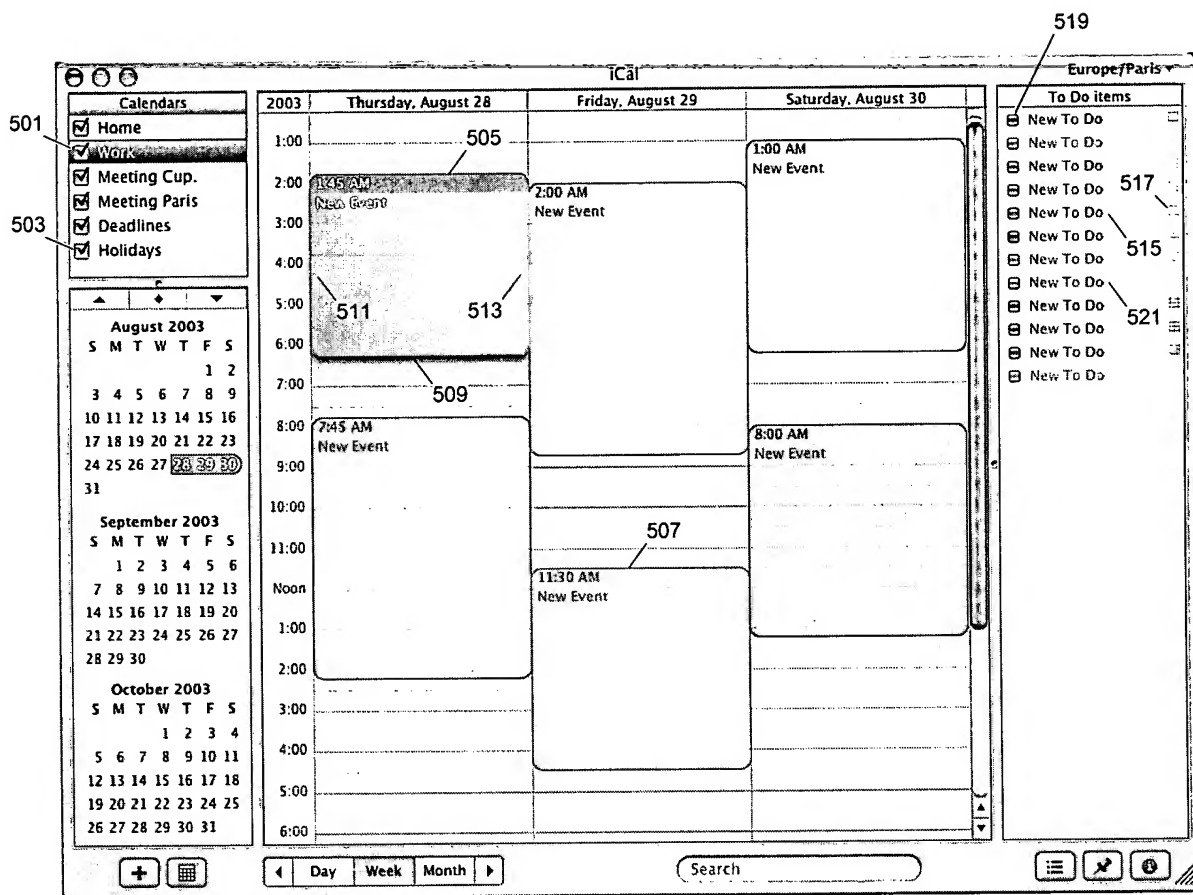 519
iCal
Europe/Paris
Calendars
501
Home
Work
Meeting Cup.
Meeting Paris
503
Deadlines
Holidays
August 2003
S M T W T F S
1 2
3 4 5 6 7 8 9
10 11 12 13 14 15 16
17 18 19 20 21 22 23
24 25 26 27 28 29 30
31
September 2003
S M T W T F S
1 2 3 4 5 6
7 8 9 10 11 12 13
14 15 16 17 18 19 20
21 22 23 24 25 26 27
28 29 30
October 2003
S M T W T F S
1 2 3 4
5 6 7 8 9 10 11
12 13 14 15 16 17 18
19 20 21 22 23 24 25
26 27 28 29 30 31
2003 Thursday, August 28 Friday, August 29 Saturday, August 30
1:00
2:00
3:00
4:00
5:00
6:00
7:00
8:00
9:00
10:00
11:00
Noon
1:00
2:00
3:00
4:00
5:00
6:00
505
1:45 AM
New Event
511
513
509
7:45 AM
New Event
2:00 AM
New Event
507
11:30 AM
New Event
1:00 AM
New Event
8:00 AM
New Event
To Do items
New To Do
New To Do
New To Do
New To Do
517
New To Do
515
New To Do
New To Do
New To Do
521
New To Do
New To Do
New To Do
New To Do
Day Week Month
Search